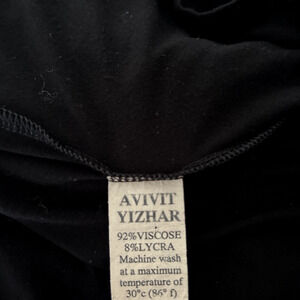 AVIVIT
YIZHAR
92%VISCOSE
8%LYCRA
Machine wash
at a maximum
temperature of
30°c (86° f)